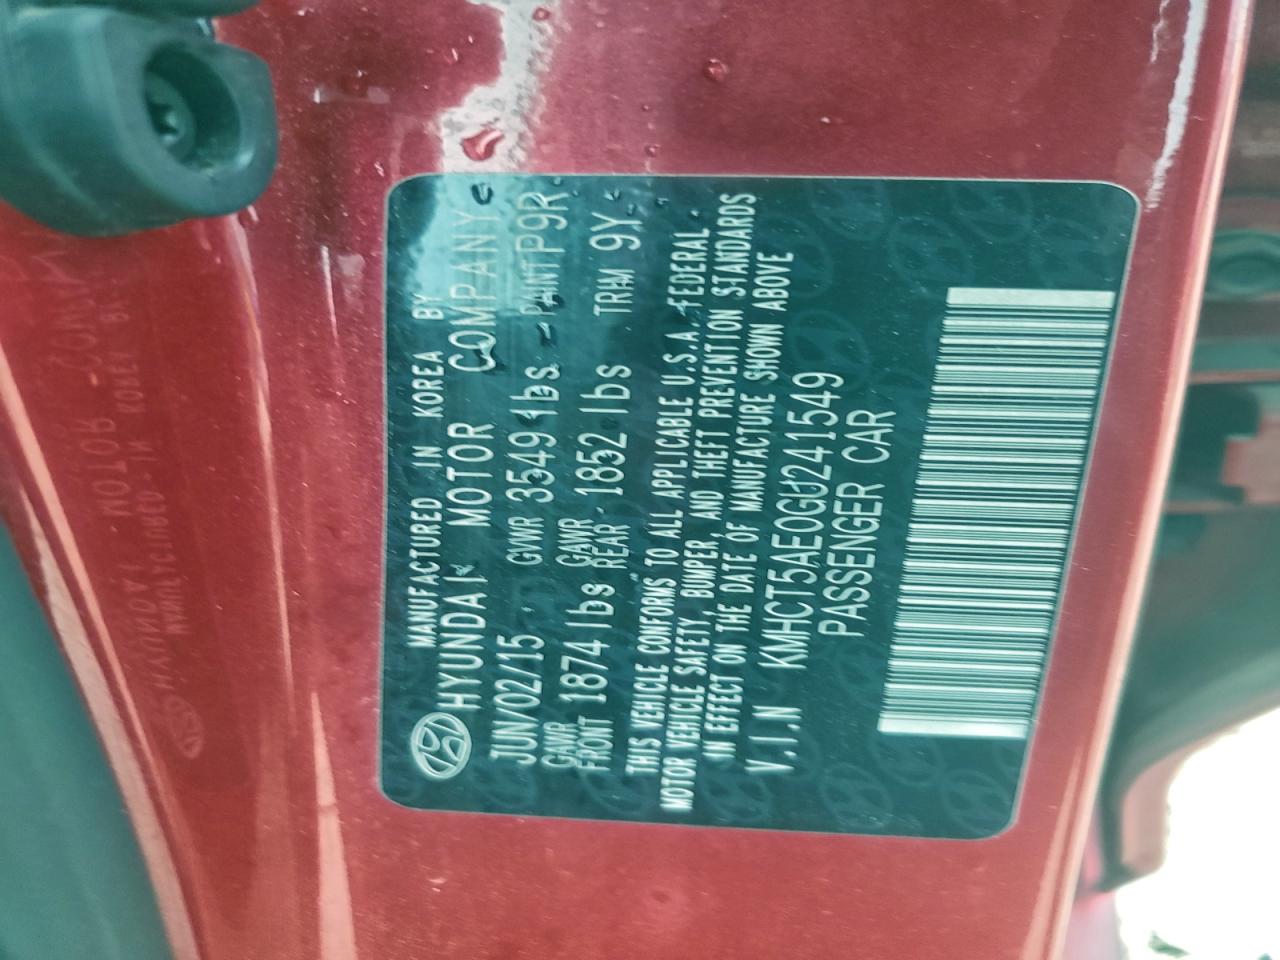 MANUFACTURED IN KOREA BY
HYUNDAI MOTOR COMPANY
JUN/02/15 GVWR 3549 lbs PAINT P9R
GAWR FRONT 1874 lbs GAWR REAR 1852 lbs TRIM 9Y
THIS VEHICLE CONFORMS TO ALL APPLICABLE U.S.A. FEDERAL
MOTOR VEHICLE SAFETY, BUMPER, AND THEFT PREVENTION STANDARDS
IN EFFECT ON THE DATE OF MANUFACTURE SHOWN ABOVE
V.I.N KMHCT5AE0GU241549
PASSENGER CAR